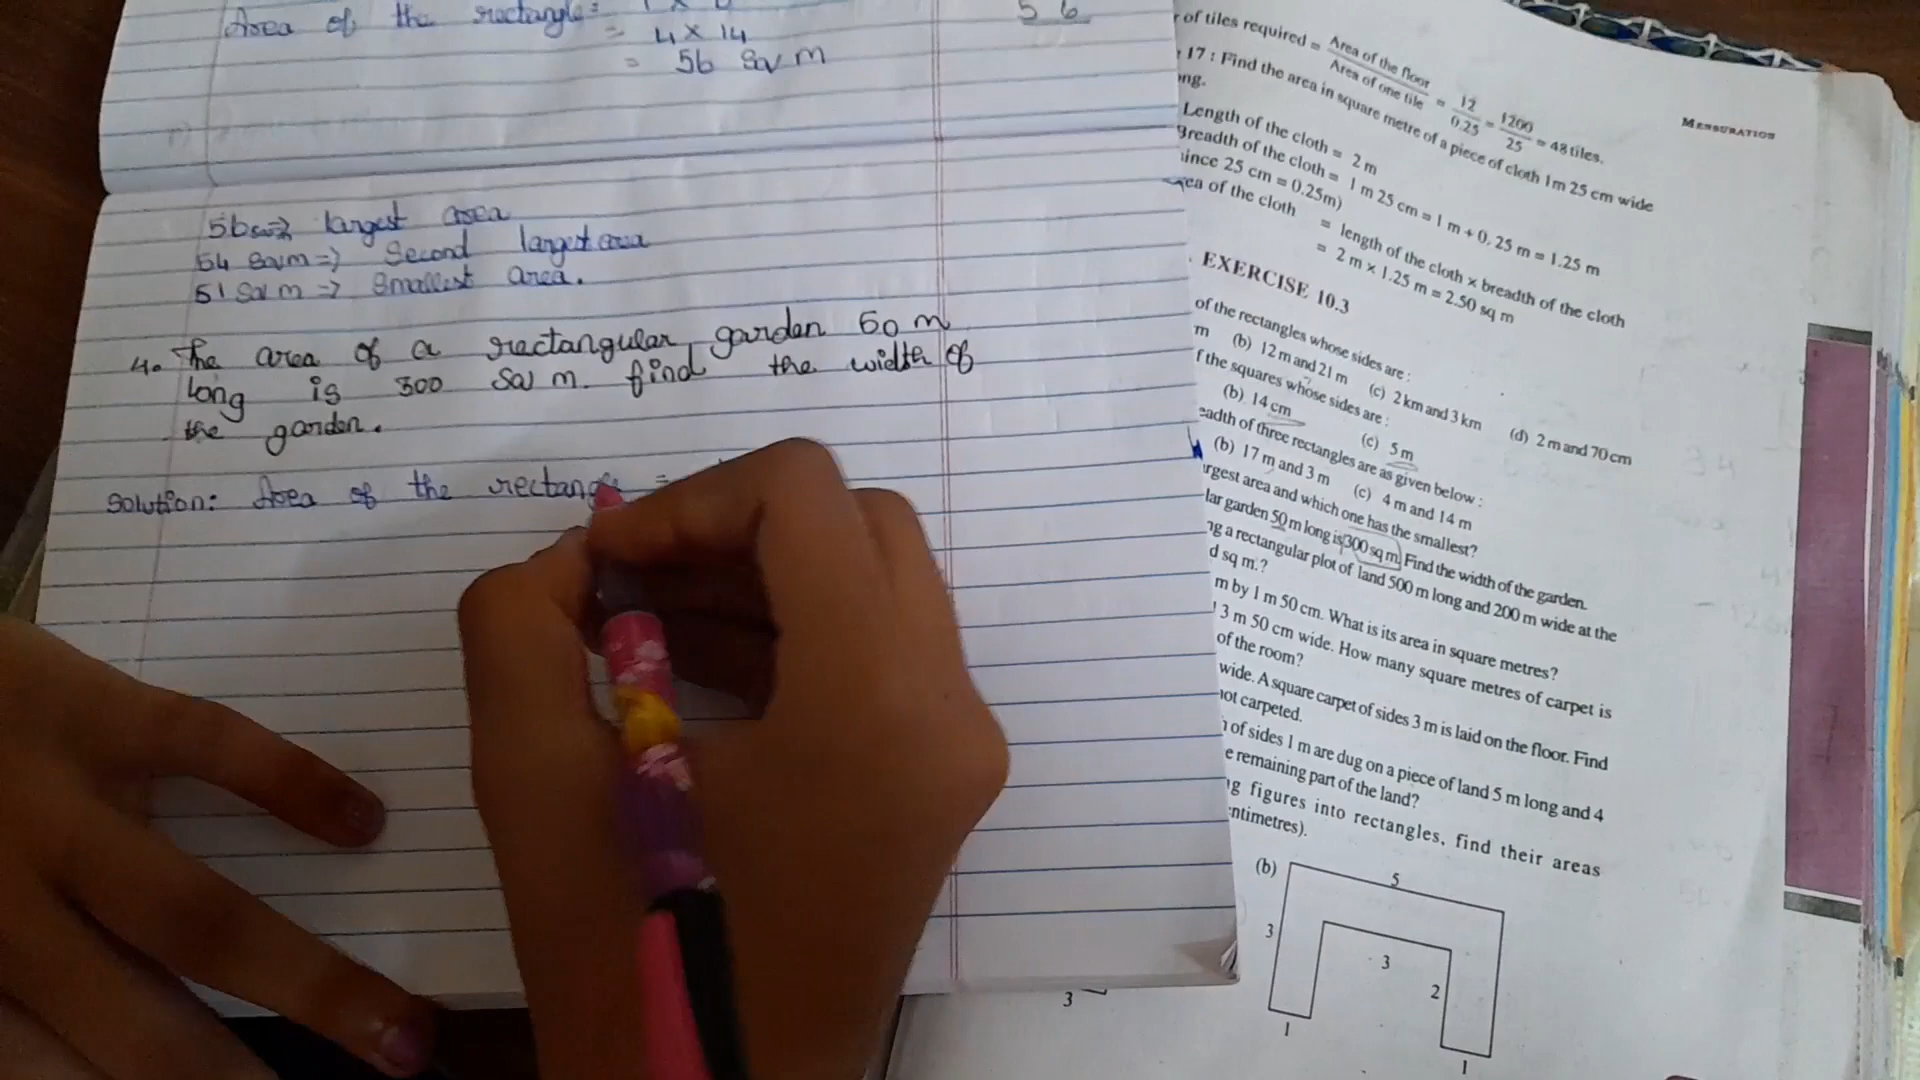 Area of the rectangle =
= 4 x 14
= 56 Sq m
56
56 sq m => largest area
54 Sq m => Second largest area
51 Sq m => Smallest area.
4. The area of a rectangular garden 50 m
long is 300 Sq m. find the width of
the garden.
Solution: Area of the rectang =
MENSURATION
of tiles required = Area of the floor / Area of one tile = 12 / 0.25 = 1200 / 25 = 48 tiles.
17 : Find the area in square metre of a piece of cloth 1m 25 cm wide
Length of the cloth = 2 m
Breadth of the cloth = 1 m 25 cm = 1 m + 0. 25 m = 1.25 m
since 25 cm = 0.25m)
of the cloth = length of the cloth × breadth of the cloth
= 2 m × 1.25 m = 2.50 sq m
EXERCISE 10.3
of the rectangles whose sides are :
m (b) 12 m and 21 m (c) 2 km and 3 km (d) 2 m and 70 cm
the squares whose sides are :
(b) 14 cm (c) 5 m
of three rectangles are as given below :
(b) 17 m and 3 m (c) 4 m and 14 m
area and which one has the smallest?
garden 50 m long is 300 sq m. Find the width of the garden.
a rectangular plot of land 500 m long and 200 m wide at the
sq m.?
m by 1 m 50 cm. What is its area in square metres?
3 m 50 cm wide. How many square metres of carpet is
of the room?
wide. A square carpet of sides 3 m is laid on the floor. Find
not carpeted.
of sides 1 m are dug on a piece of land 5 m long and 4
remaining part of the land?
figures into rectangles, find their areas
(b)
5
3
3
2
1
1
3